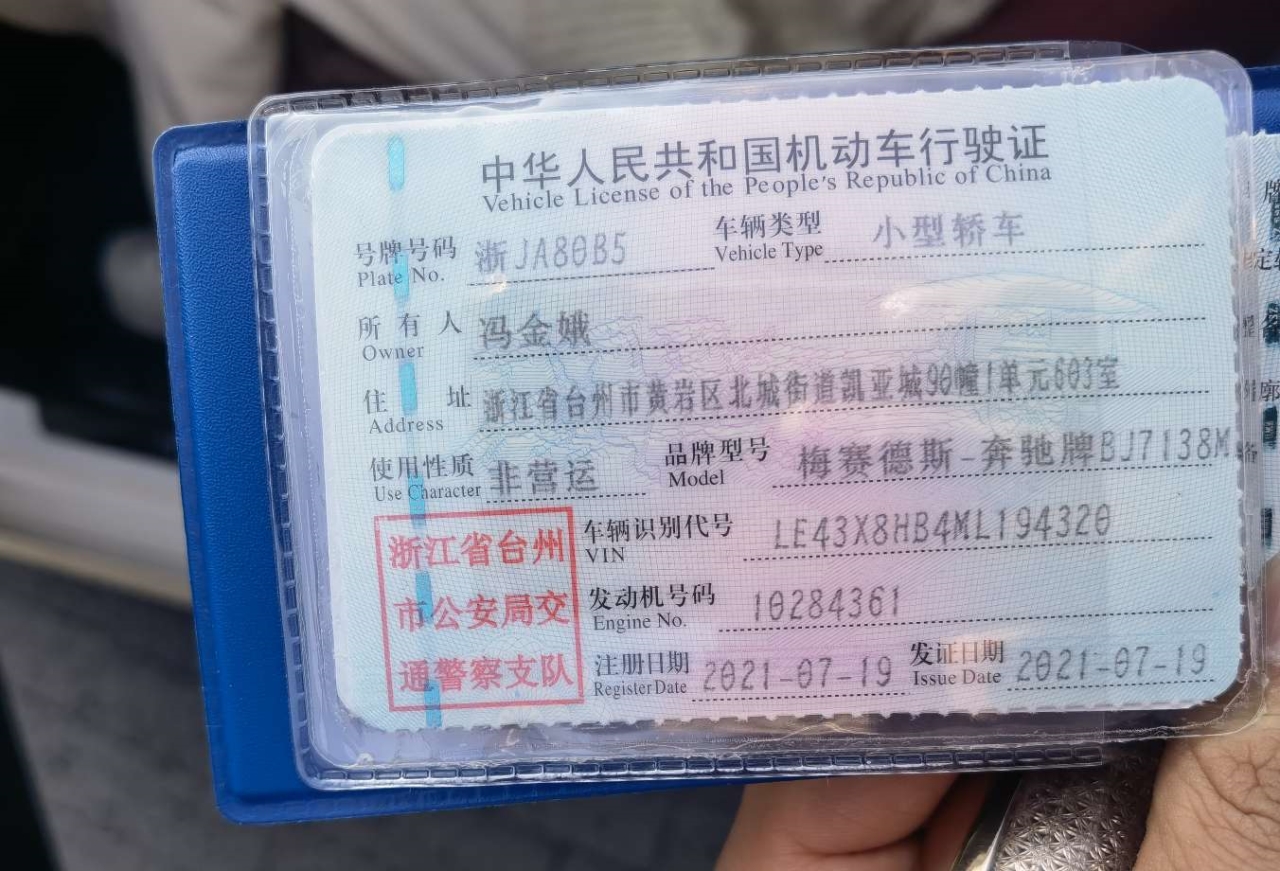 中华人民共和国机动车行驶证
Vehicle License of the People's Republic of China
号牌号码 浙JA80B5 车辆类型 小型轿车
Plate No. Vehicle Type
所有人 冯金娥
Owner
住址 浙江省台州市黄岩区北城街道凯亚城90幢1单元603室
Address
使用性质 非营运 品牌型号 梅赛德斯-奔驰牌BJ7138M
Use Character Model
浙江省台州
市公安局交
通警察支队
车辆识别代号 LE43X8HB4ML194320
VIN
发动机号码 10284361
Engine No.
注册日期 2021-07-19 发证日期 2021-07-19
Register Date Issue Date